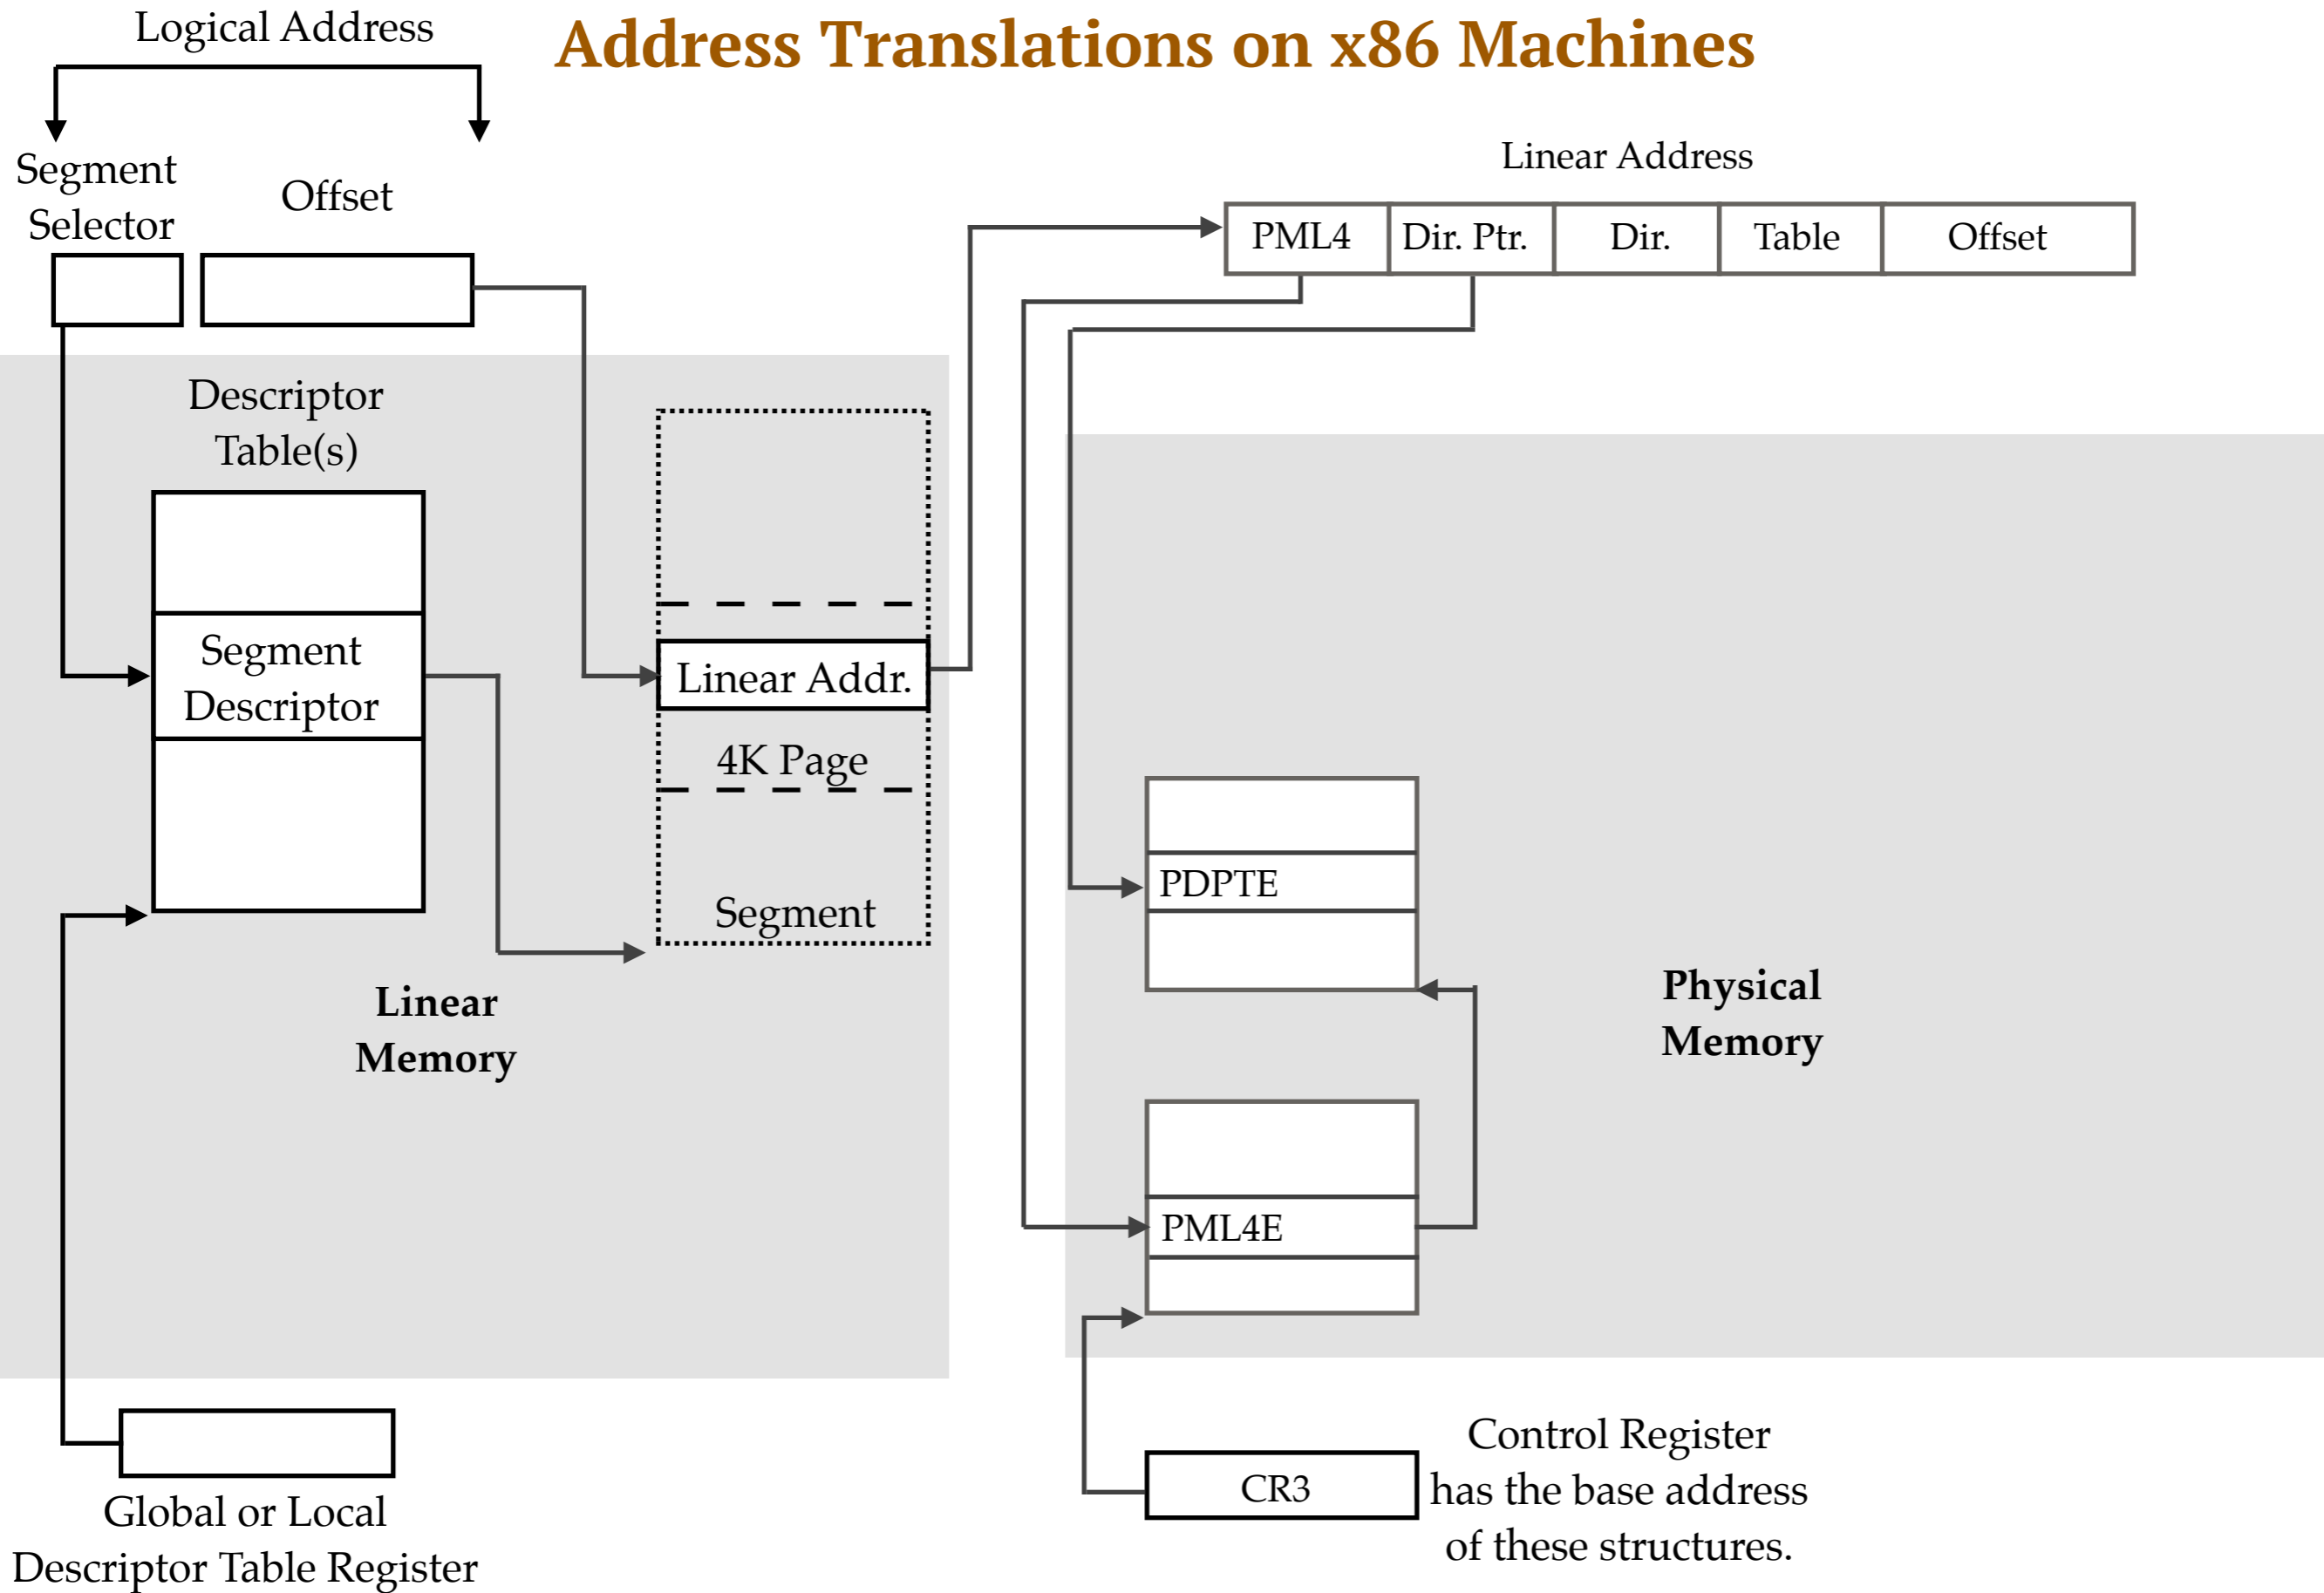 Address Translations on x86 Machines
Logical Address
Segment
Selector
Offset
Linear Address
PML4
Dir. Ptr.
Dir.
Table
Offset
Descriptor
Table(s)
Segment
Descriptor
Linear Addr.
4K Page
Segment
Linear
Memory
PDPTE
Physical
Memory
PML4E
Global or Local
Descriptor Table Register
CR3
Control Register
has the base address
of these structures.